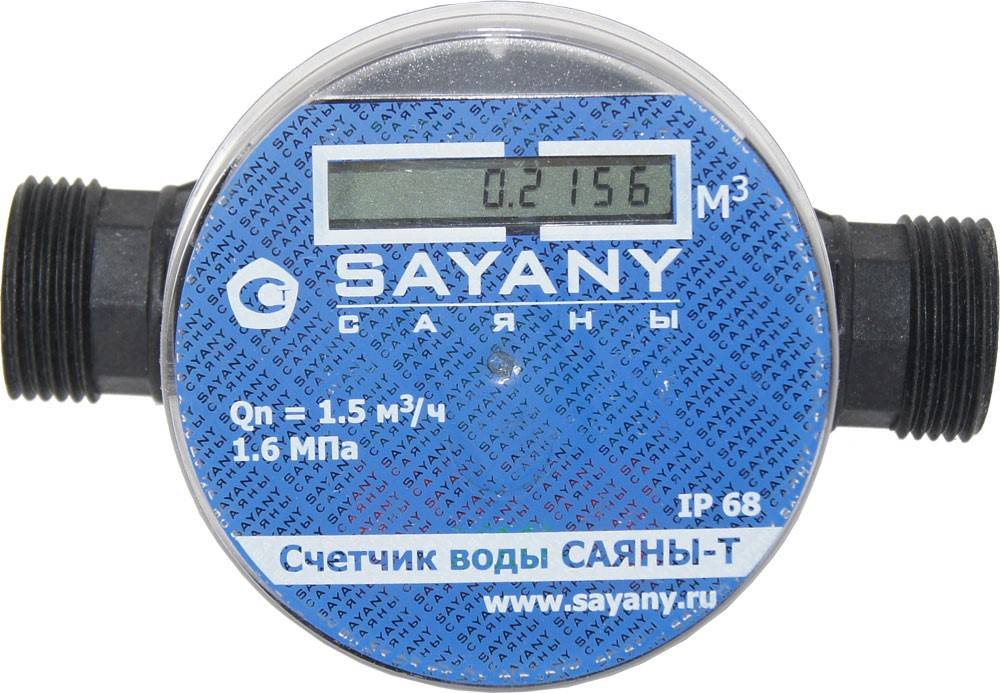 0.2156 м³
SAYANY
САЯНЫ
Qn = 1.5 м³/ч
1.6 МПа
IP 68
Счетчик воды САЯНЫ-Т
www.sayany.ru